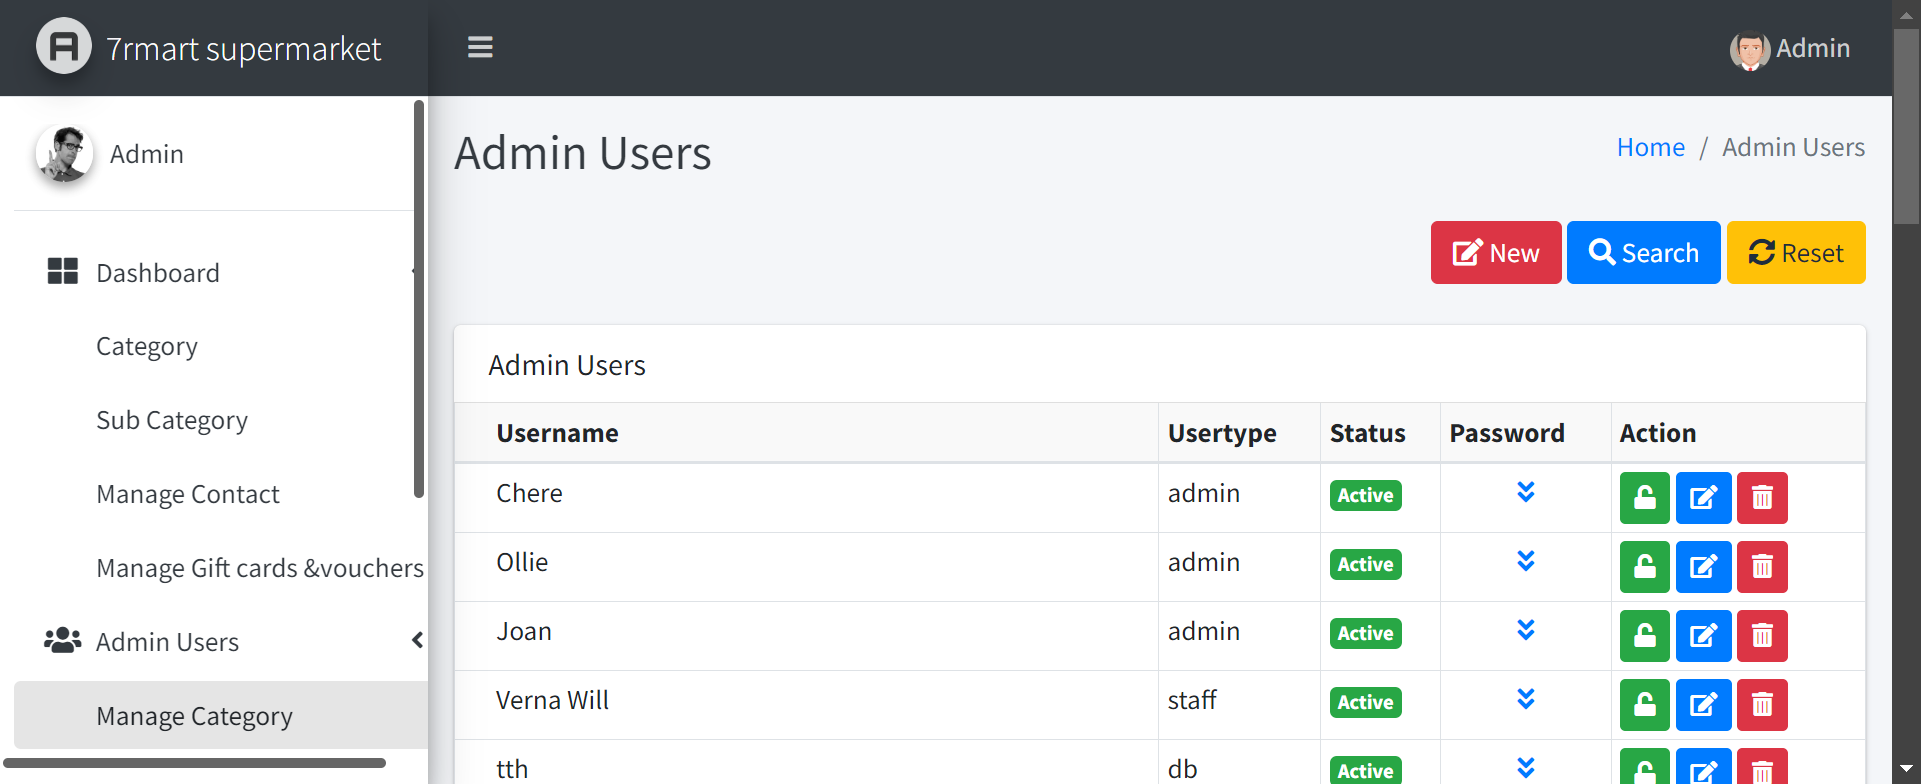 7rmart supermarket
Admin
Admin
Dashboard
Category
Sub Category
Manage Contact
Manage Gift cards &vouchers
Admin Users
Manage Category
Admin Users
Home / Admin Users
New Search Reset
Admin Users
Username Usertype Status Password Action
Chere admin Active
Ollie admin Active
Joan admin Active
Verna Will staff Active
tth db Active